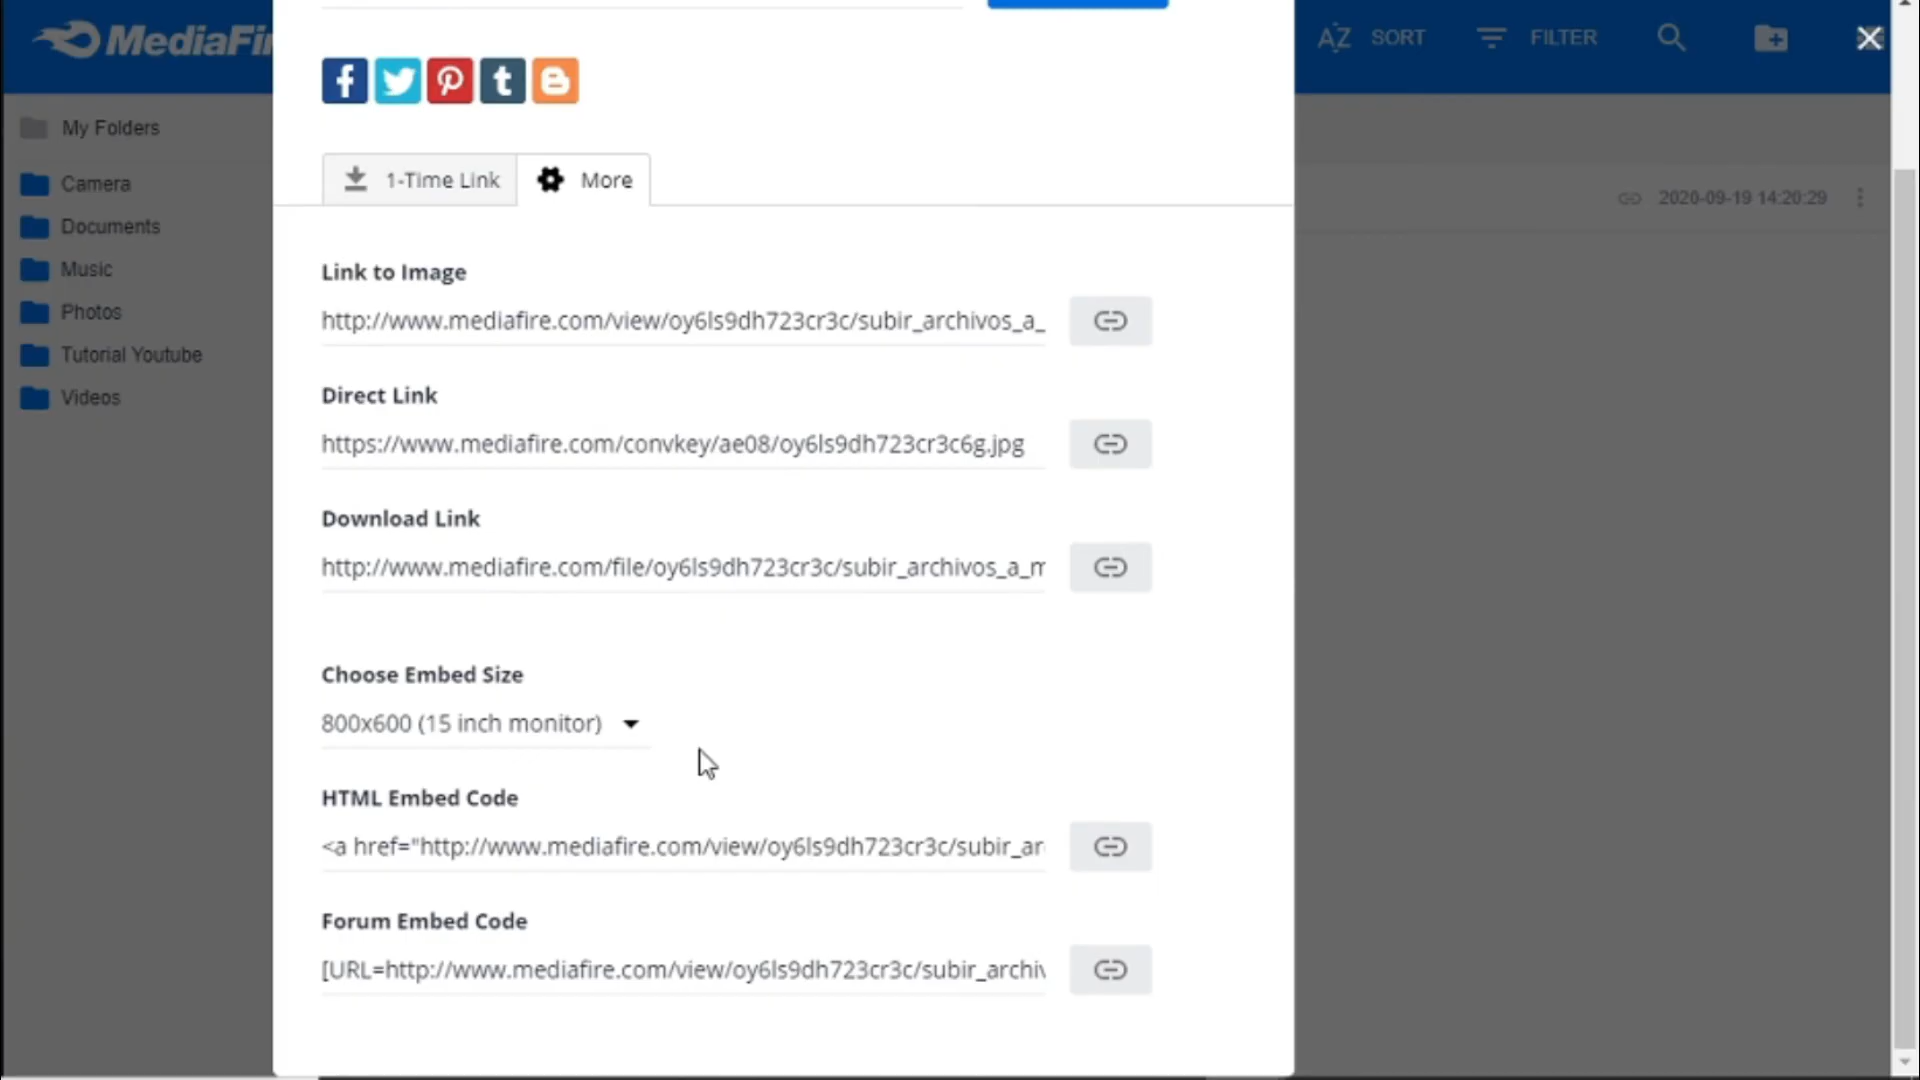 MediaFi
SORT
FILTER
My Folders
Camera
Documents
Music
Photos
Tutorial Youtube
Videos
1-Time Link
More
2020-09-19 14:20:29
Link to Image
http://www.mediafire.com/view/oy6ls9dh723cr3c/subir_archivos_a_
Direct Link
https://www.mediafire.com/convkey/ae08/oy6ls9dh723cr3c6g.jpg
Download Link
http://www.mediafire.com/file/oy6ls9dh723cr3c/subir_archivos_a_m
Choose Embed Size
800x600 (15 inch monitor)
HTML Embed Code
<a href="http://www.mediafire.com/view/oy6ls9dh723cr3c/subir_ar
Forum Embed Code
[URL=http://www.mediafire.com/view/oy6ls9dh723cr3c/subir_archiv